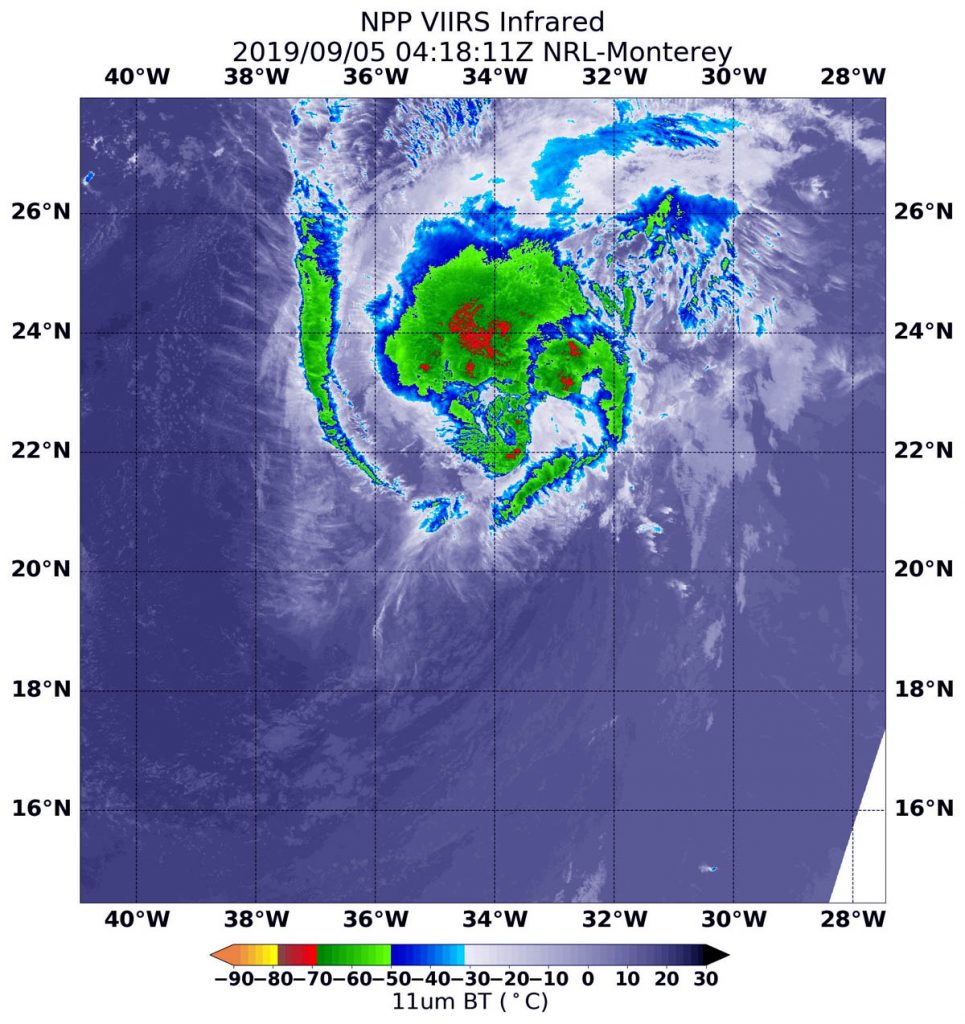 NPP VIIRS Infrared
2019/09/05 04:18:11Z NRL-Monterey
40°W 38°W 36°W 34°W 32°W 30°W 28°W
26°N 26°N
24°N 24°N
22°N 22°N
20°N 20°N
18°N 18°N
16°N 16°N
40°W 38°W 36°W 34°W 32°W 30°W 28°W
−90−80−70−60−50−40−30−20−10 0 10 20 30
11um BT (°C)